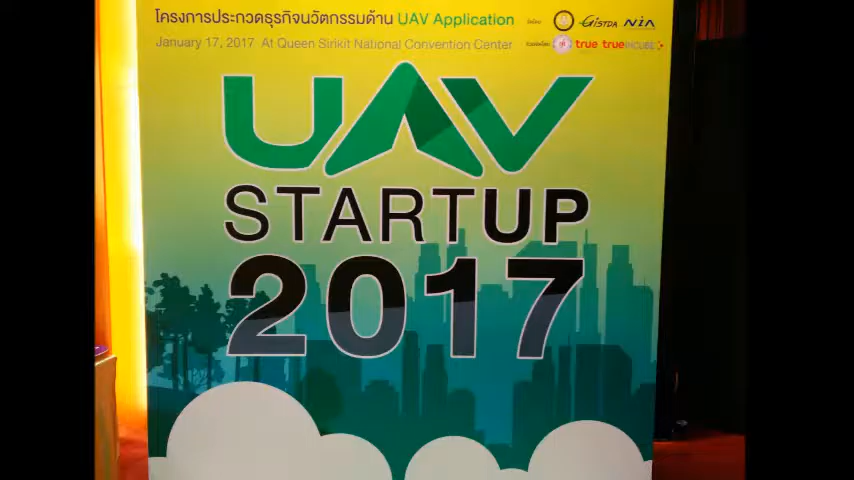 โครงการประกวดธุรกิจนวัตกรรมด้าน UAV Application
GISTDA NIA
January 17, 2017 At Queen Sirikit National Convention Center
true trueINCUBE
UAV
STARTUP
2017